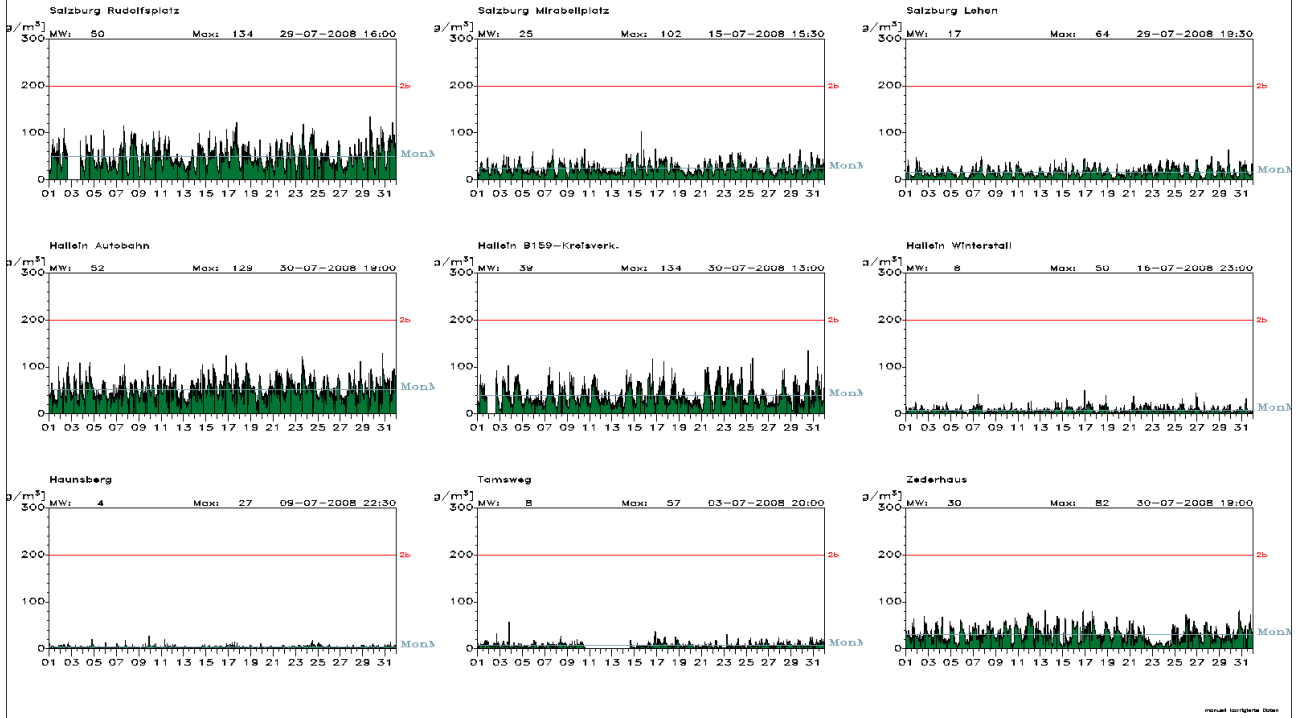 Salzburg Rudolfsplatz Salzburg Mirabellplatz Salzburg Lehen
g/m³] MW: 50 Max: 134 29-07-2008 16:00 g/m³] MW: 25 Max: 102 15-07-2008 15:30 g/m³] MW: 17 Max: 64 29-07-2008 19:30
300 300 300
200 2b 200 2b 200 2b
100 100 100
MonM MonM MonM
0 0 0
01 03 05 07 09 11 13 15 17 19 21 23 25 27 29 31 01 03 05 07 09 11 13 15 17 19 21 23 25 27 29 31 01 03 05 07 09 11 13 15 17 19 21 23 25 27 29 31
Hallein Autobahn Hallein B159-Kreisverk. Hallein Winterstall
g/m³] MW: 52 Max: 129 30-07-2008 18:00 g/m³] MW: 39 Max: 134 30-07-2008 13:00 g/m³] MW: 8 Max: 50 16-07-2008 23:00
300 300 300
200 2b 200 2b 200 2b
100 100 100
MonM MonM MonM
0 0 0
01 03 05 07 09 11 13 15 17 19 21 23 25 27 29 31 01 03 05 07 09 11 13 15 17 19 21 23 25 27 29 31 01 03 05 07 09 11 13 15 17 19 21 23 25 27 29 31
Haunsberg Tamsweg Zederhaus
g/m³] MW: 4 Max: 27 09-07-2008 22:30 g/m³] MW: 8 Max: 57 03-07-2008 20:00 g/m³] MW: 30 Max: 82 30-07-2008 19:00
300 300 300
200 2b 200 2b 200 2b
100 100 100
MonM MonM MonM
0 0 0
01 03 05 07 09 11 13 15 17 19 21 23 25 27 29 31 01 03 05 07 09 11 13 15 17 19 21 23 25 27 29 31 01 03 05 07 09 11 13 15 17 19 21 23 25 27 29 31
manuell korrigierte Daten